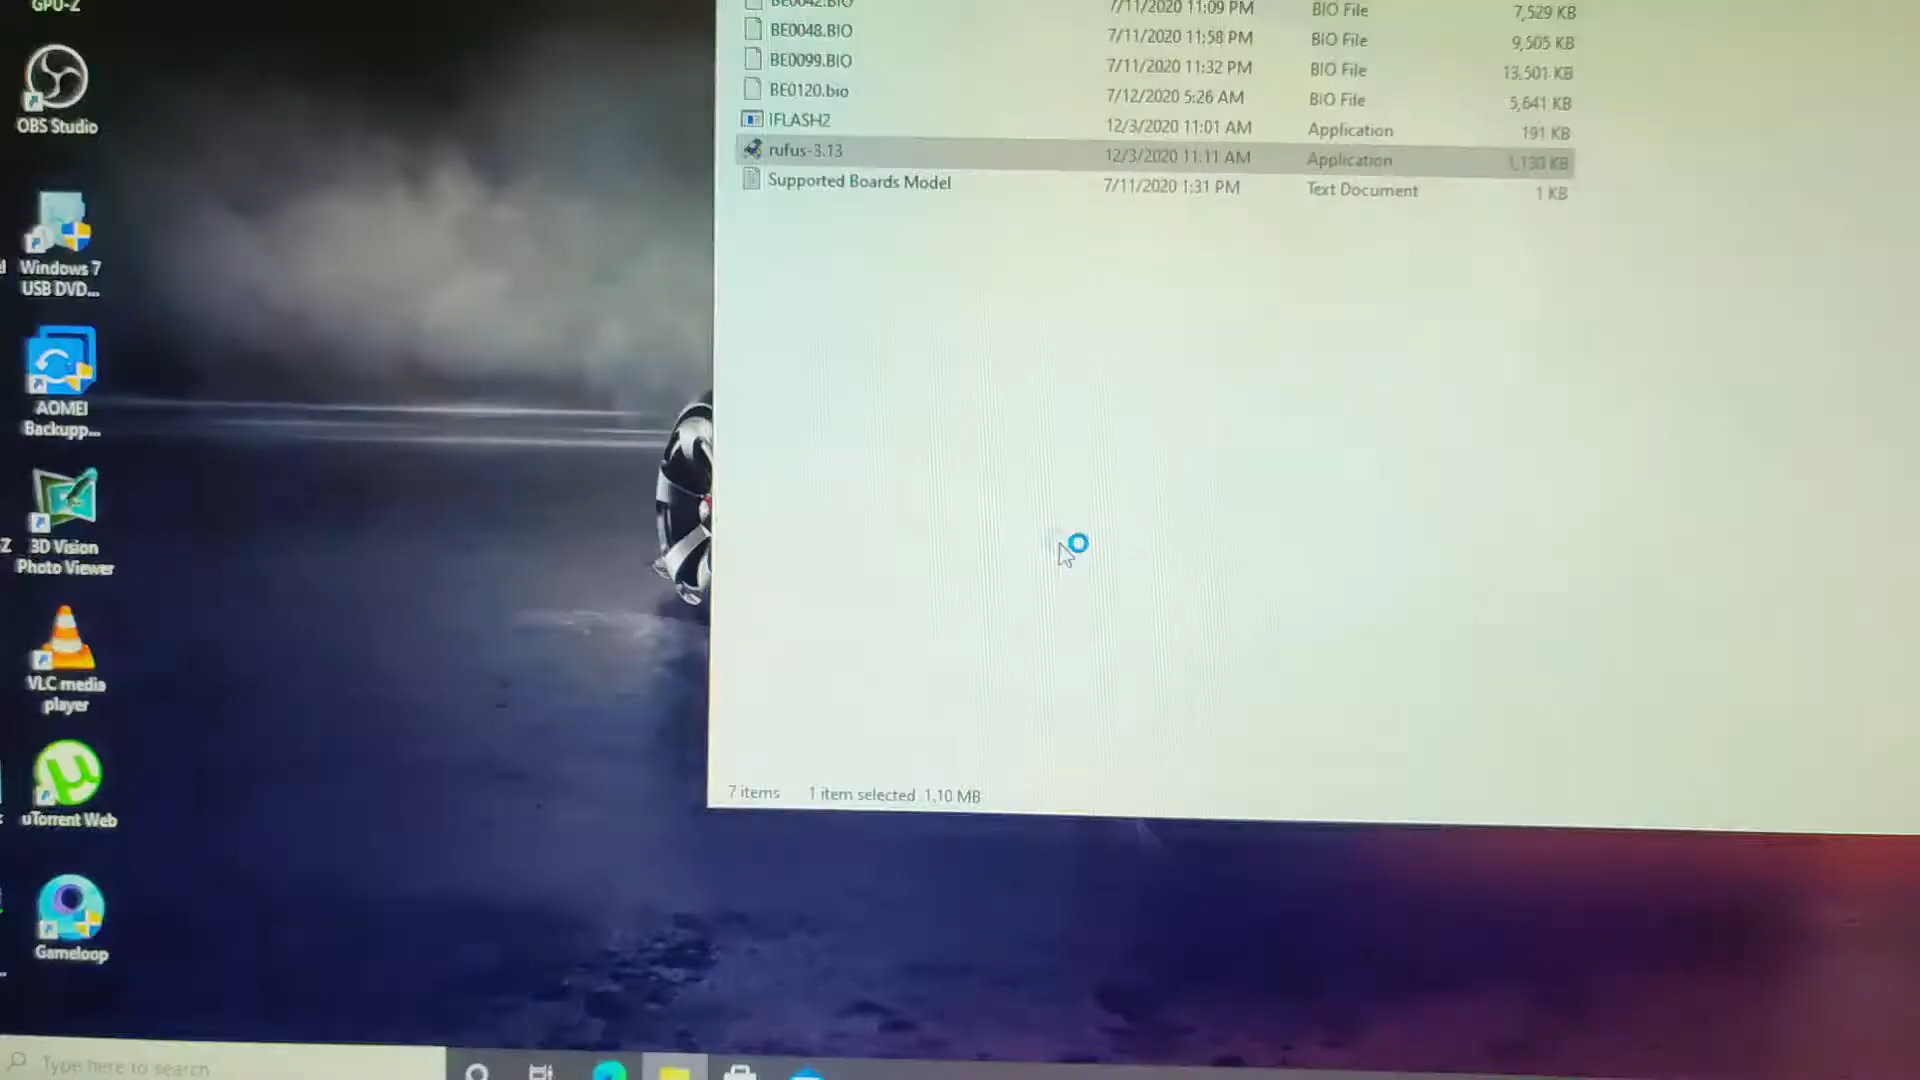 GPU-Z
OBS Studio
Windows 7
USB DVD...
AOMEI
Backupp...
3D Vision
Photo Viewer
VLC media
player
uTorrent Web
Gameloop
BE0042.BIO 7/11/2020 11:09 PM BIO File 7,529 KB
BE0048.BIO 7/11/2020 11:58 PM BIO File 9,505 KB
BE0099.BIO 7/11/2020 11:32 PM BIO File 13,501 KB
BE0120.bio 7/12/2020 5:26 AM BIO File 5,641 KB
IFLASH2 12/3/2020 11:01 AM Application 191 KB
rufus-3.13 12/3/2020 11:11 AM Application 1,130 KB
Supported Boards Model 7/11/2020 1:31 PM Text Document 1 KB
7 items 1 item selected 1,10 MB
Type here to search